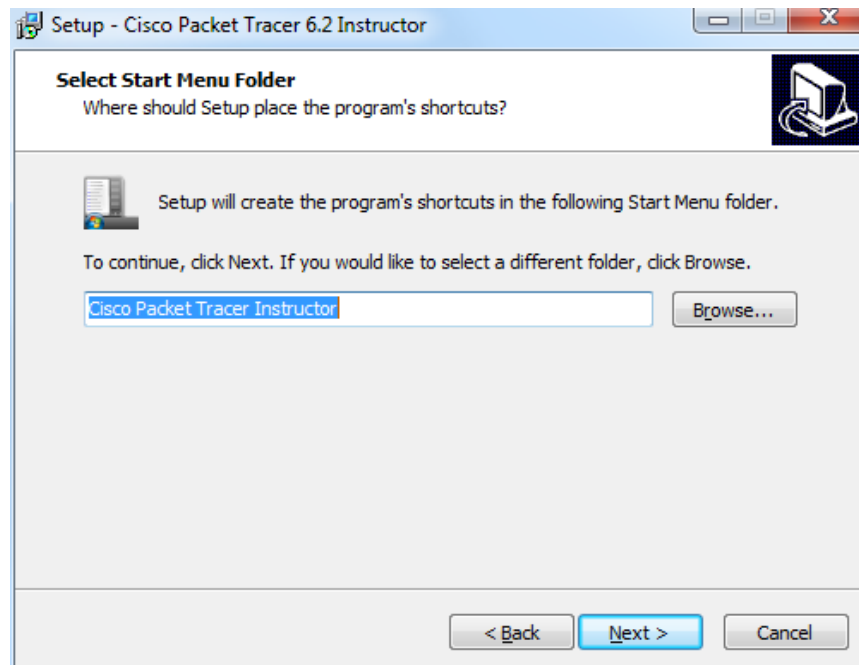 Setup - Cisco Packet Tracer 6.2 Instructor
Select Start Menu Folder
Where should Setup place the program's shortcuts?
Setup will create the program's shortcuts in the following Start Menu folder.
To continue, click Next. If you would like to select a different folder, click Browse.
Cisco Packet Tracer Instructor
Browse...
< Back Next > Cancel